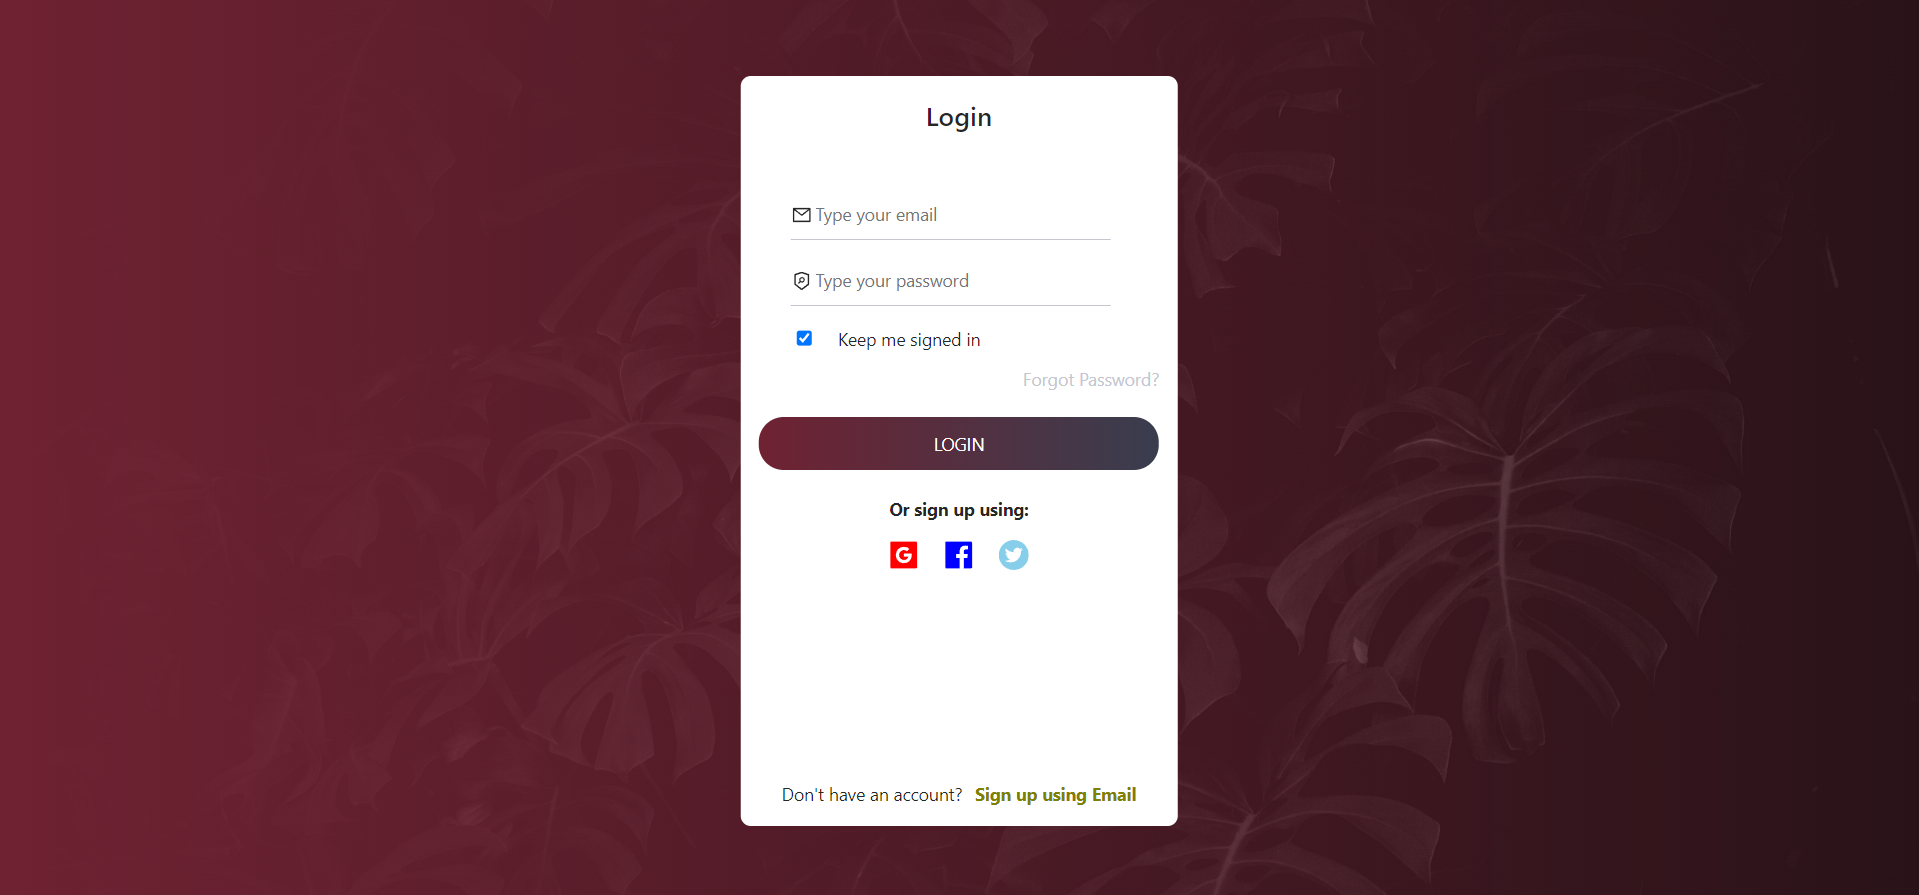 Login
Type your email
Type your password
Keep me signed in
Forgot Password?
LOGIN
Or sign up using:
Don't have an account? Sign up using Email